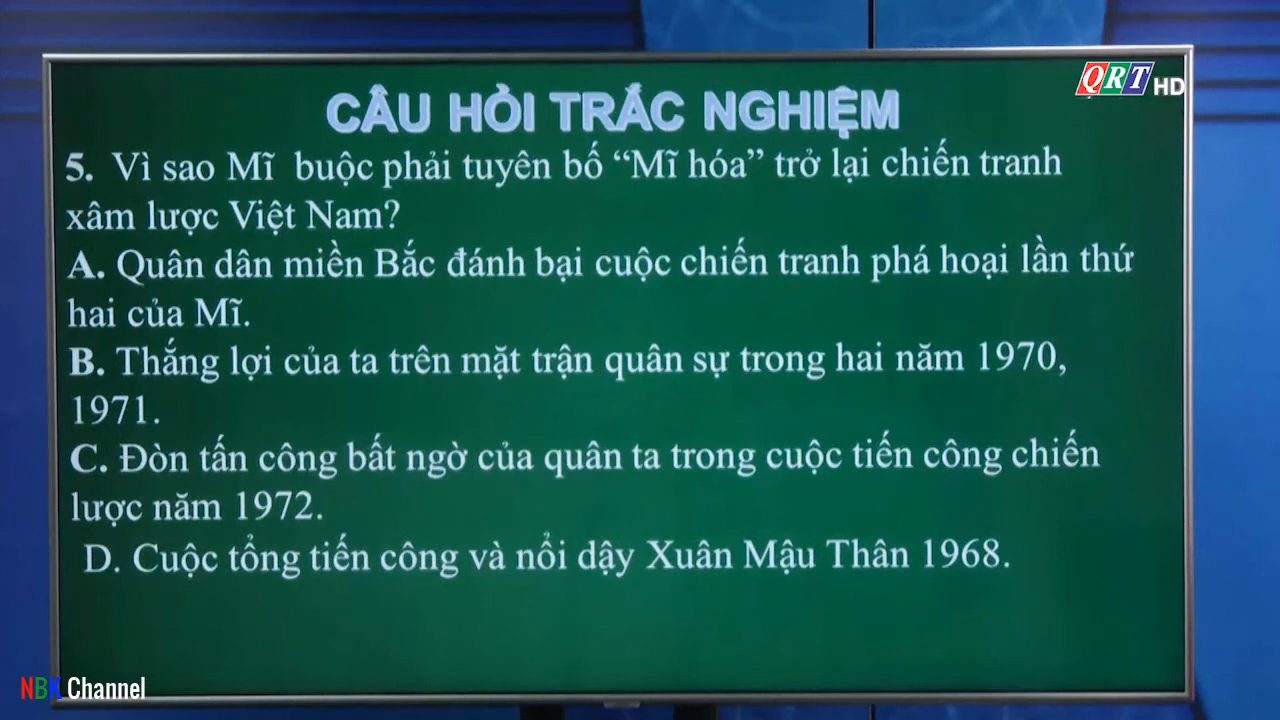 QRT HD
CÂU HỎI TRẮC NGHIỆM
5. Vì sao Mĩ buộc phải tuyên bố “Mĩ hóa” trở lại chiến tranh
xâm lược Việt Nam?
A. Quân dân miền Bắc đánh bại cuộc chiến tranh phá hoại lần thứ
hai của Mĩ.
B. Thắng lợi của ta trên mặt trận quân sự trong hai năm 1970,
1971.
C. Đòn tấn công bất ngờ của quân ta trong cuộc tiến công chiến
lược năm 1972.
D. Cuộc tổng tiến công và nổi dậy Xuân Mậu Thân 1968.
NBK Channel